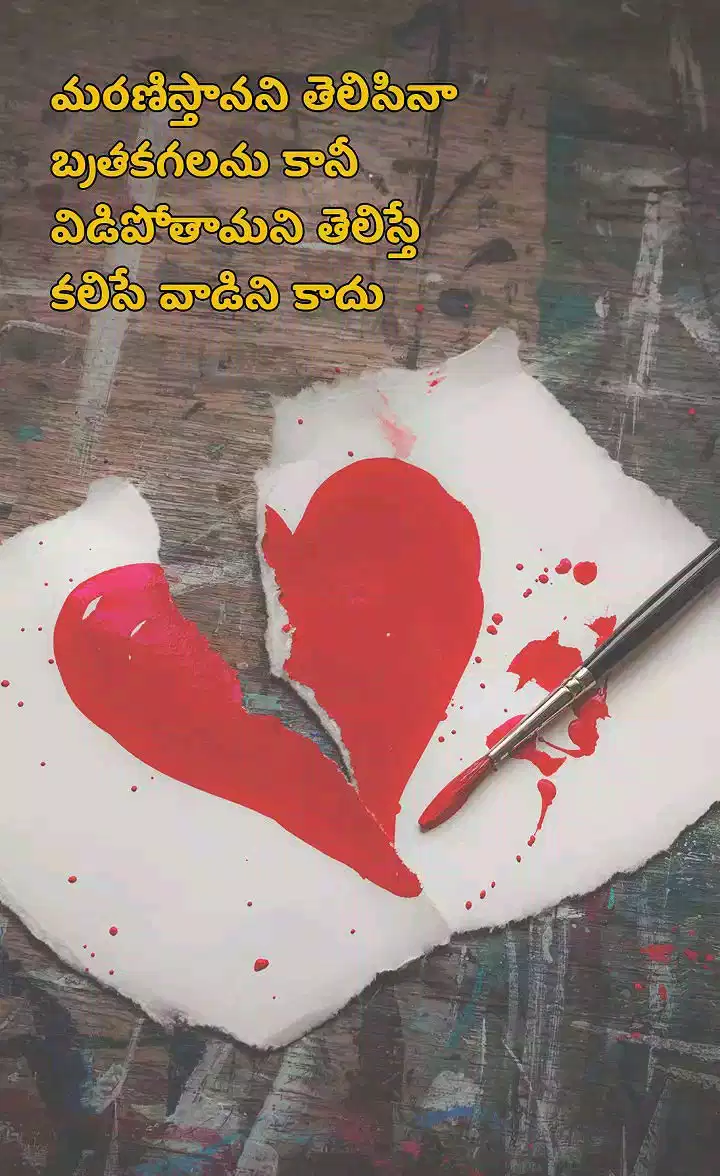 మరణిస్తానని తెలిసినా
బ్రతకగలను కానీ
విడిపోతామని తెలిస్తే
కలిసే వాడిని కాదు